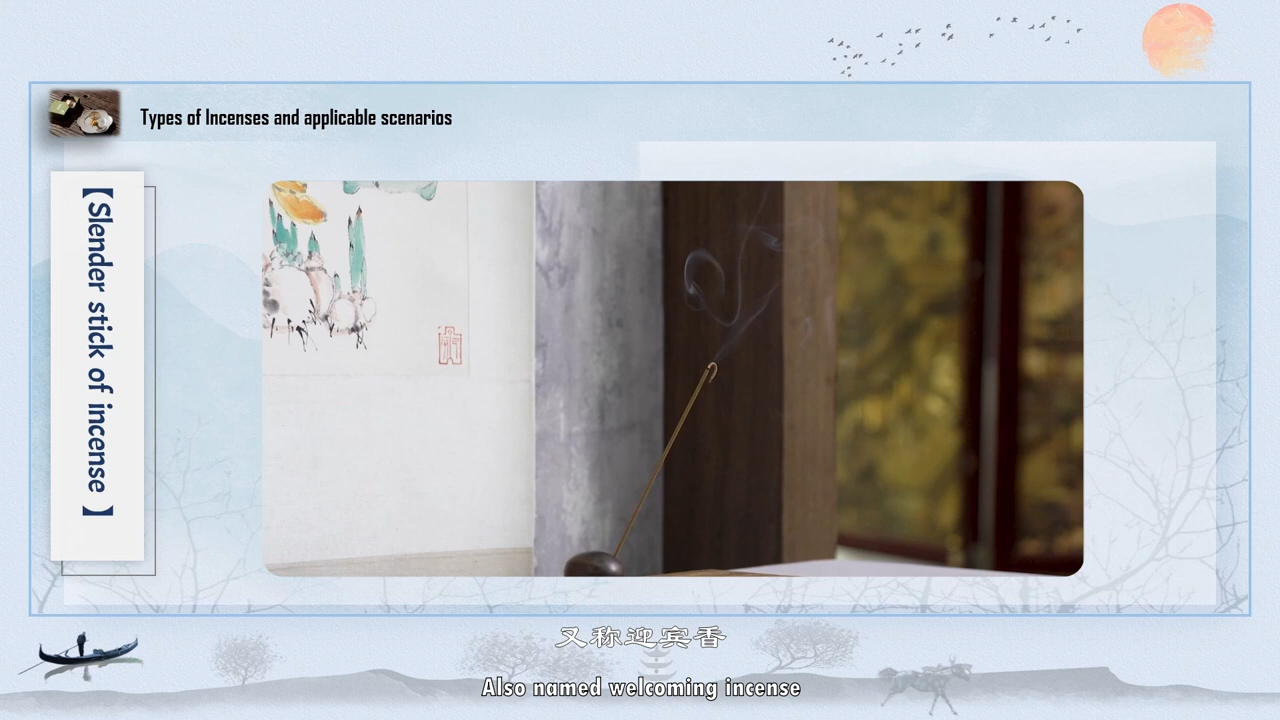 Types of Incenses and applicable scenarios
【Slender stick of incense 】
又称迎宾香
Also named welcoming incense